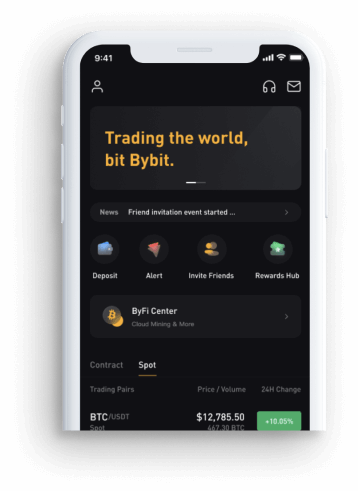 9:41
Trading the world,
bit Bybit.
News Friend invitation event started ...
Deposit Alert Invite Friends Rewards Hub
ByFi Center
Cloud Mining & More
Contract Spot
Trading Pairs Price / Volume 24H Change
BTC/USDT $12,785.50 +10.05%
Spot 467.30 BTC